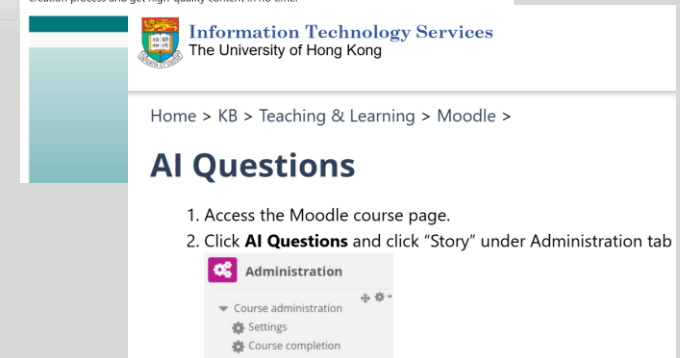 creation process and get high-quality content in no time.
Information Technology Services
The University of Hong Kong
Home > KB > Teaching & Learning > Moodle >
AI Questions
1. Access the Moodle course page.
2. Click AI Questions and click “Story” under Administration tab
Administration
Course administration
Settings
Course completion